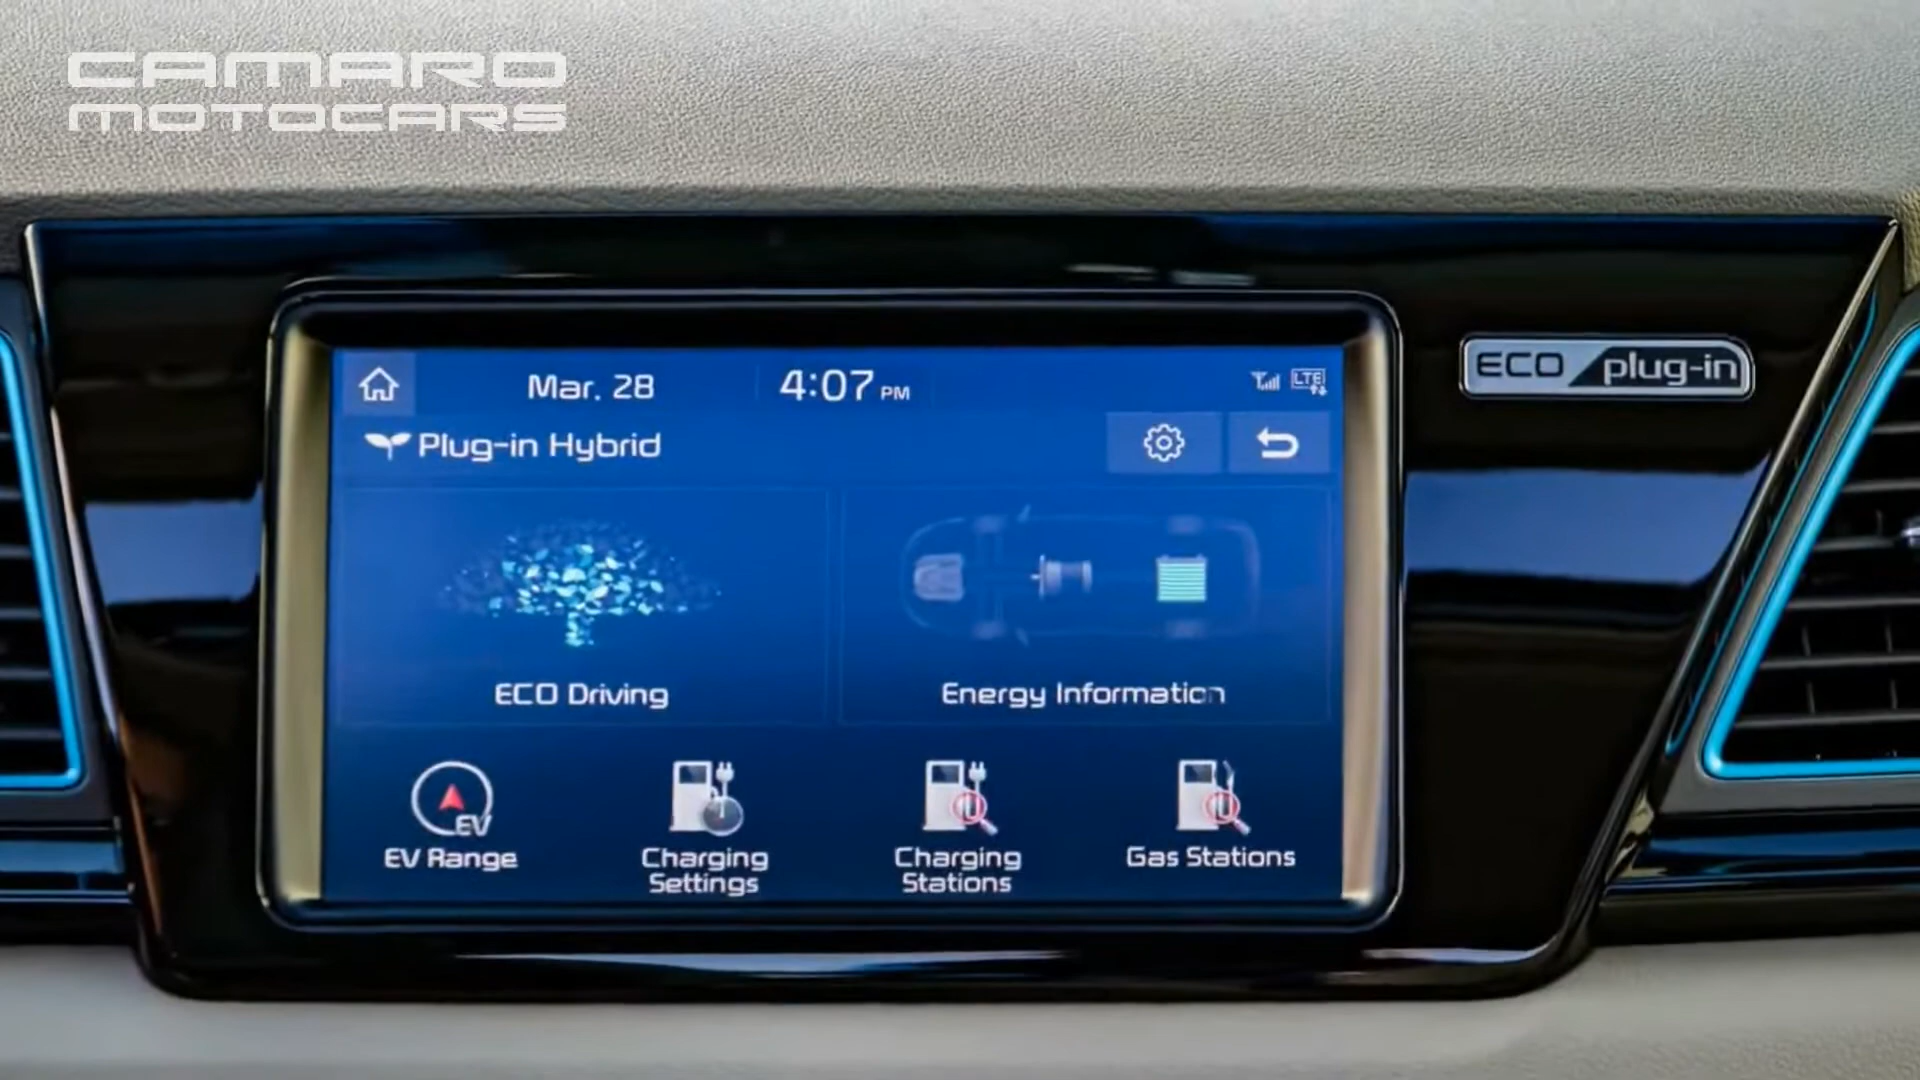 CAMARO
MOTOCARS
Mar. 28
4:07 PM
LTE
ECO plug-in
Plug-in Hybrid
ECO Driving
Energy Information
EV
EV Range
Charging
Settings
Charging
Stations
Gas Stations